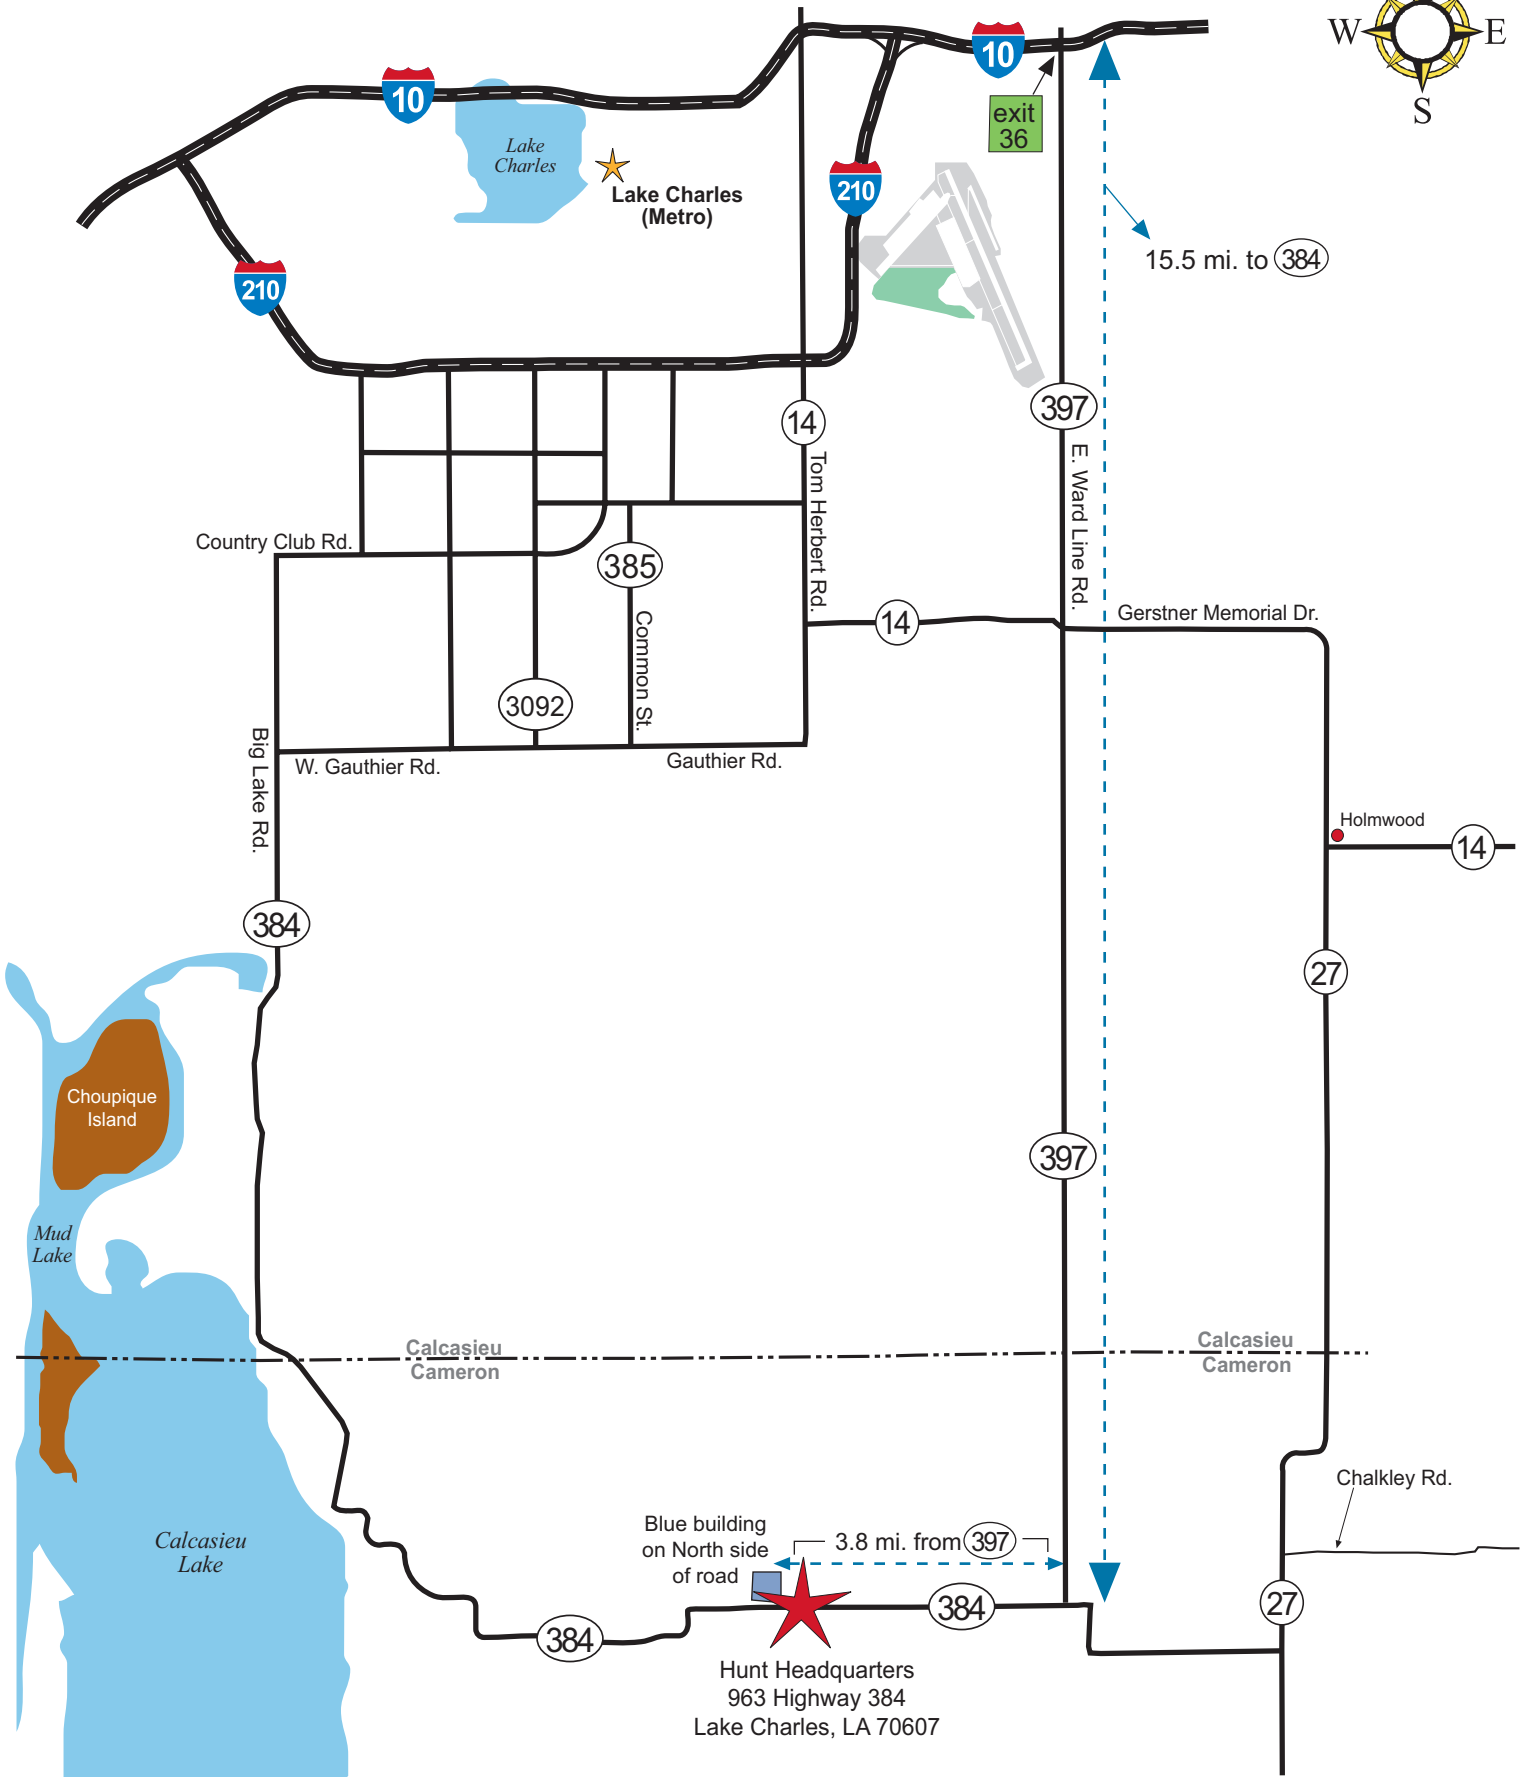 10
W
E
S
10
exit
36
Lake
Charles
Lake Charles
(Metro)
210
15.5 mi. to 384
210
397
14
E. Ward Line Rd.
Tom Herbert Rd.
Country Club Rd.
385
Gerstner Memorial Dr.
14
Common St.
3092
Big Lake Rd.
W. Gauthier Rd.
Gauthier Rd.
Holmwood
14
384
27
Choupique
Island
397
Mud
Lake
Calcasieu
Cameron
Calcasieu
Cameron
Chalkley Rd.
Calcasieu
Lake
Blue building
on North side
of road
3.8 mi. from 397
384
27
384
Hunt Headquarters
963 Highway 384
Lake Charles, LA 70607